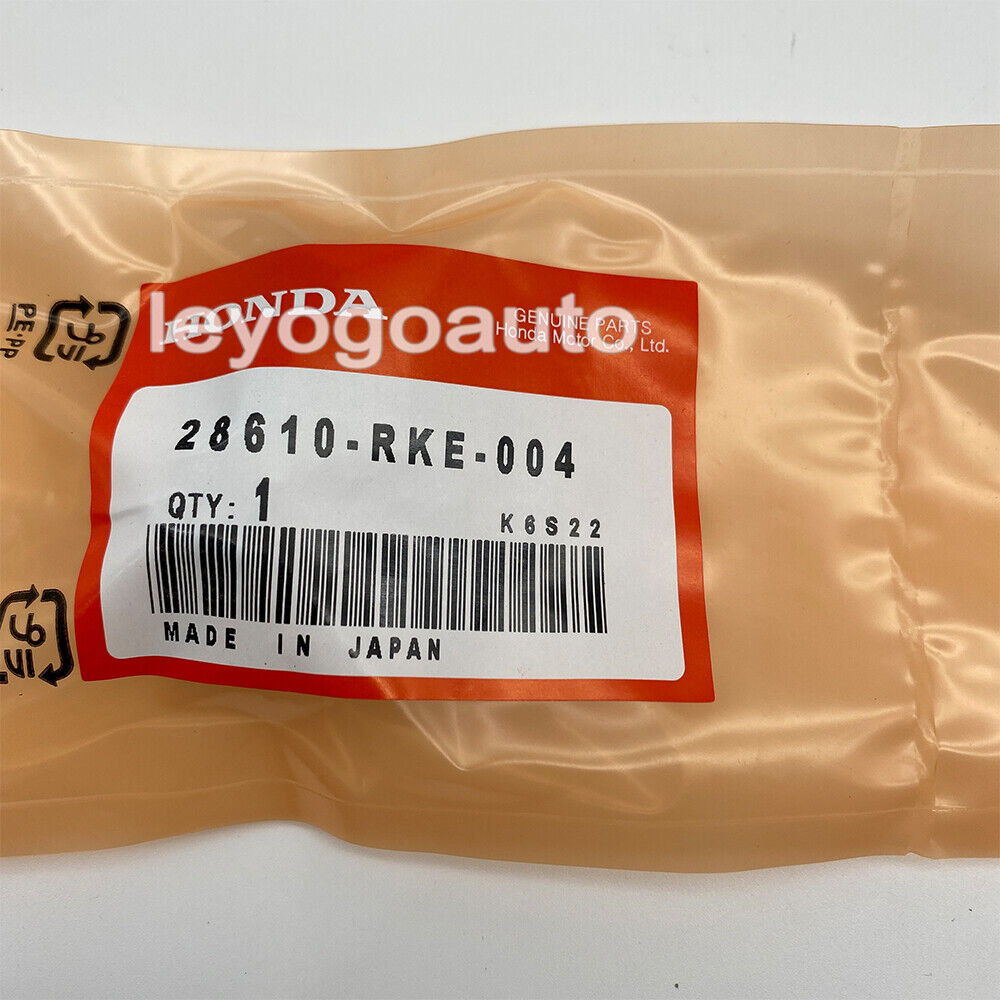 HONDA
leyogoauto.
GENUINE PARTS
Honda Motor Co., Ltd.
28610-RKE-004
QTY: 1
K6S22
MADE IN JAPAN
PE·PP
プラ
プラ